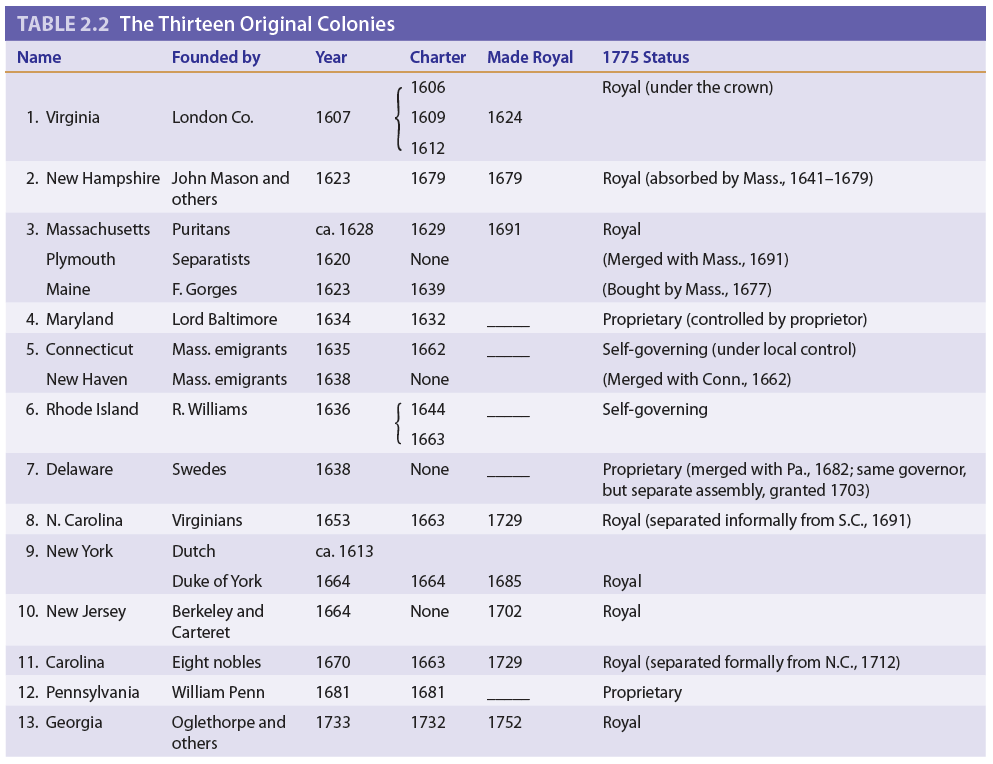 TABLE 2.2 The Thirteen Original Colonies
Name Founded by Year Charter Made Royal 1775 Status
1606 Royal (under the crown)
1. Virginia London Co. 1607 1609 1624
1612
2. New Hampshire John Mason and 1623 1679 1679 Royal (absorbed by Mass., 1641–1679)
others
3. Massachusetts Puritans ca. 1628 1629 1691 Royal
Plymouth Separatists 1620 None (Merged with Mass., 1691)
Maine F. Gorges 1623 1639 (Bought by Mass., 1677)
4. Maryland Lord Baltimore 1634 1632 _____ Proprietary (controlled by proprietor)
5. Connecticut Mass. emigrants 1635 1662 _____ Self-governing (under local control)
New Haven Mass. emigrants 1638 None (Merged with Conn., 1662)
6. Rhode Island R. Williams 1636 1644 _____ Self-governing
1663
7. Delaware Swedes 1638 None _____ Proprietary (merged with Pa., 1682; same governor,
but separate assembly, granted 1703)
8. N. Carolina Virginians 1653 1663 1729 Royal (separated informally from S.C., 1691)
9. New York Dutch ca. 1613
Duke of York 1664 1664 1685 Royal
10. New Jersey Berkeley and 1664 None 1702 Royal
Carteret
11. Carolina Eight nobles 1670 1663 1729 Royal (separated formally from N.C., 1712)
12. Pennsylvania William Penn 1681 1681 _____ Proprietary
13. Georgia Oglethorpe and 1733 1732 1752 Royal
others